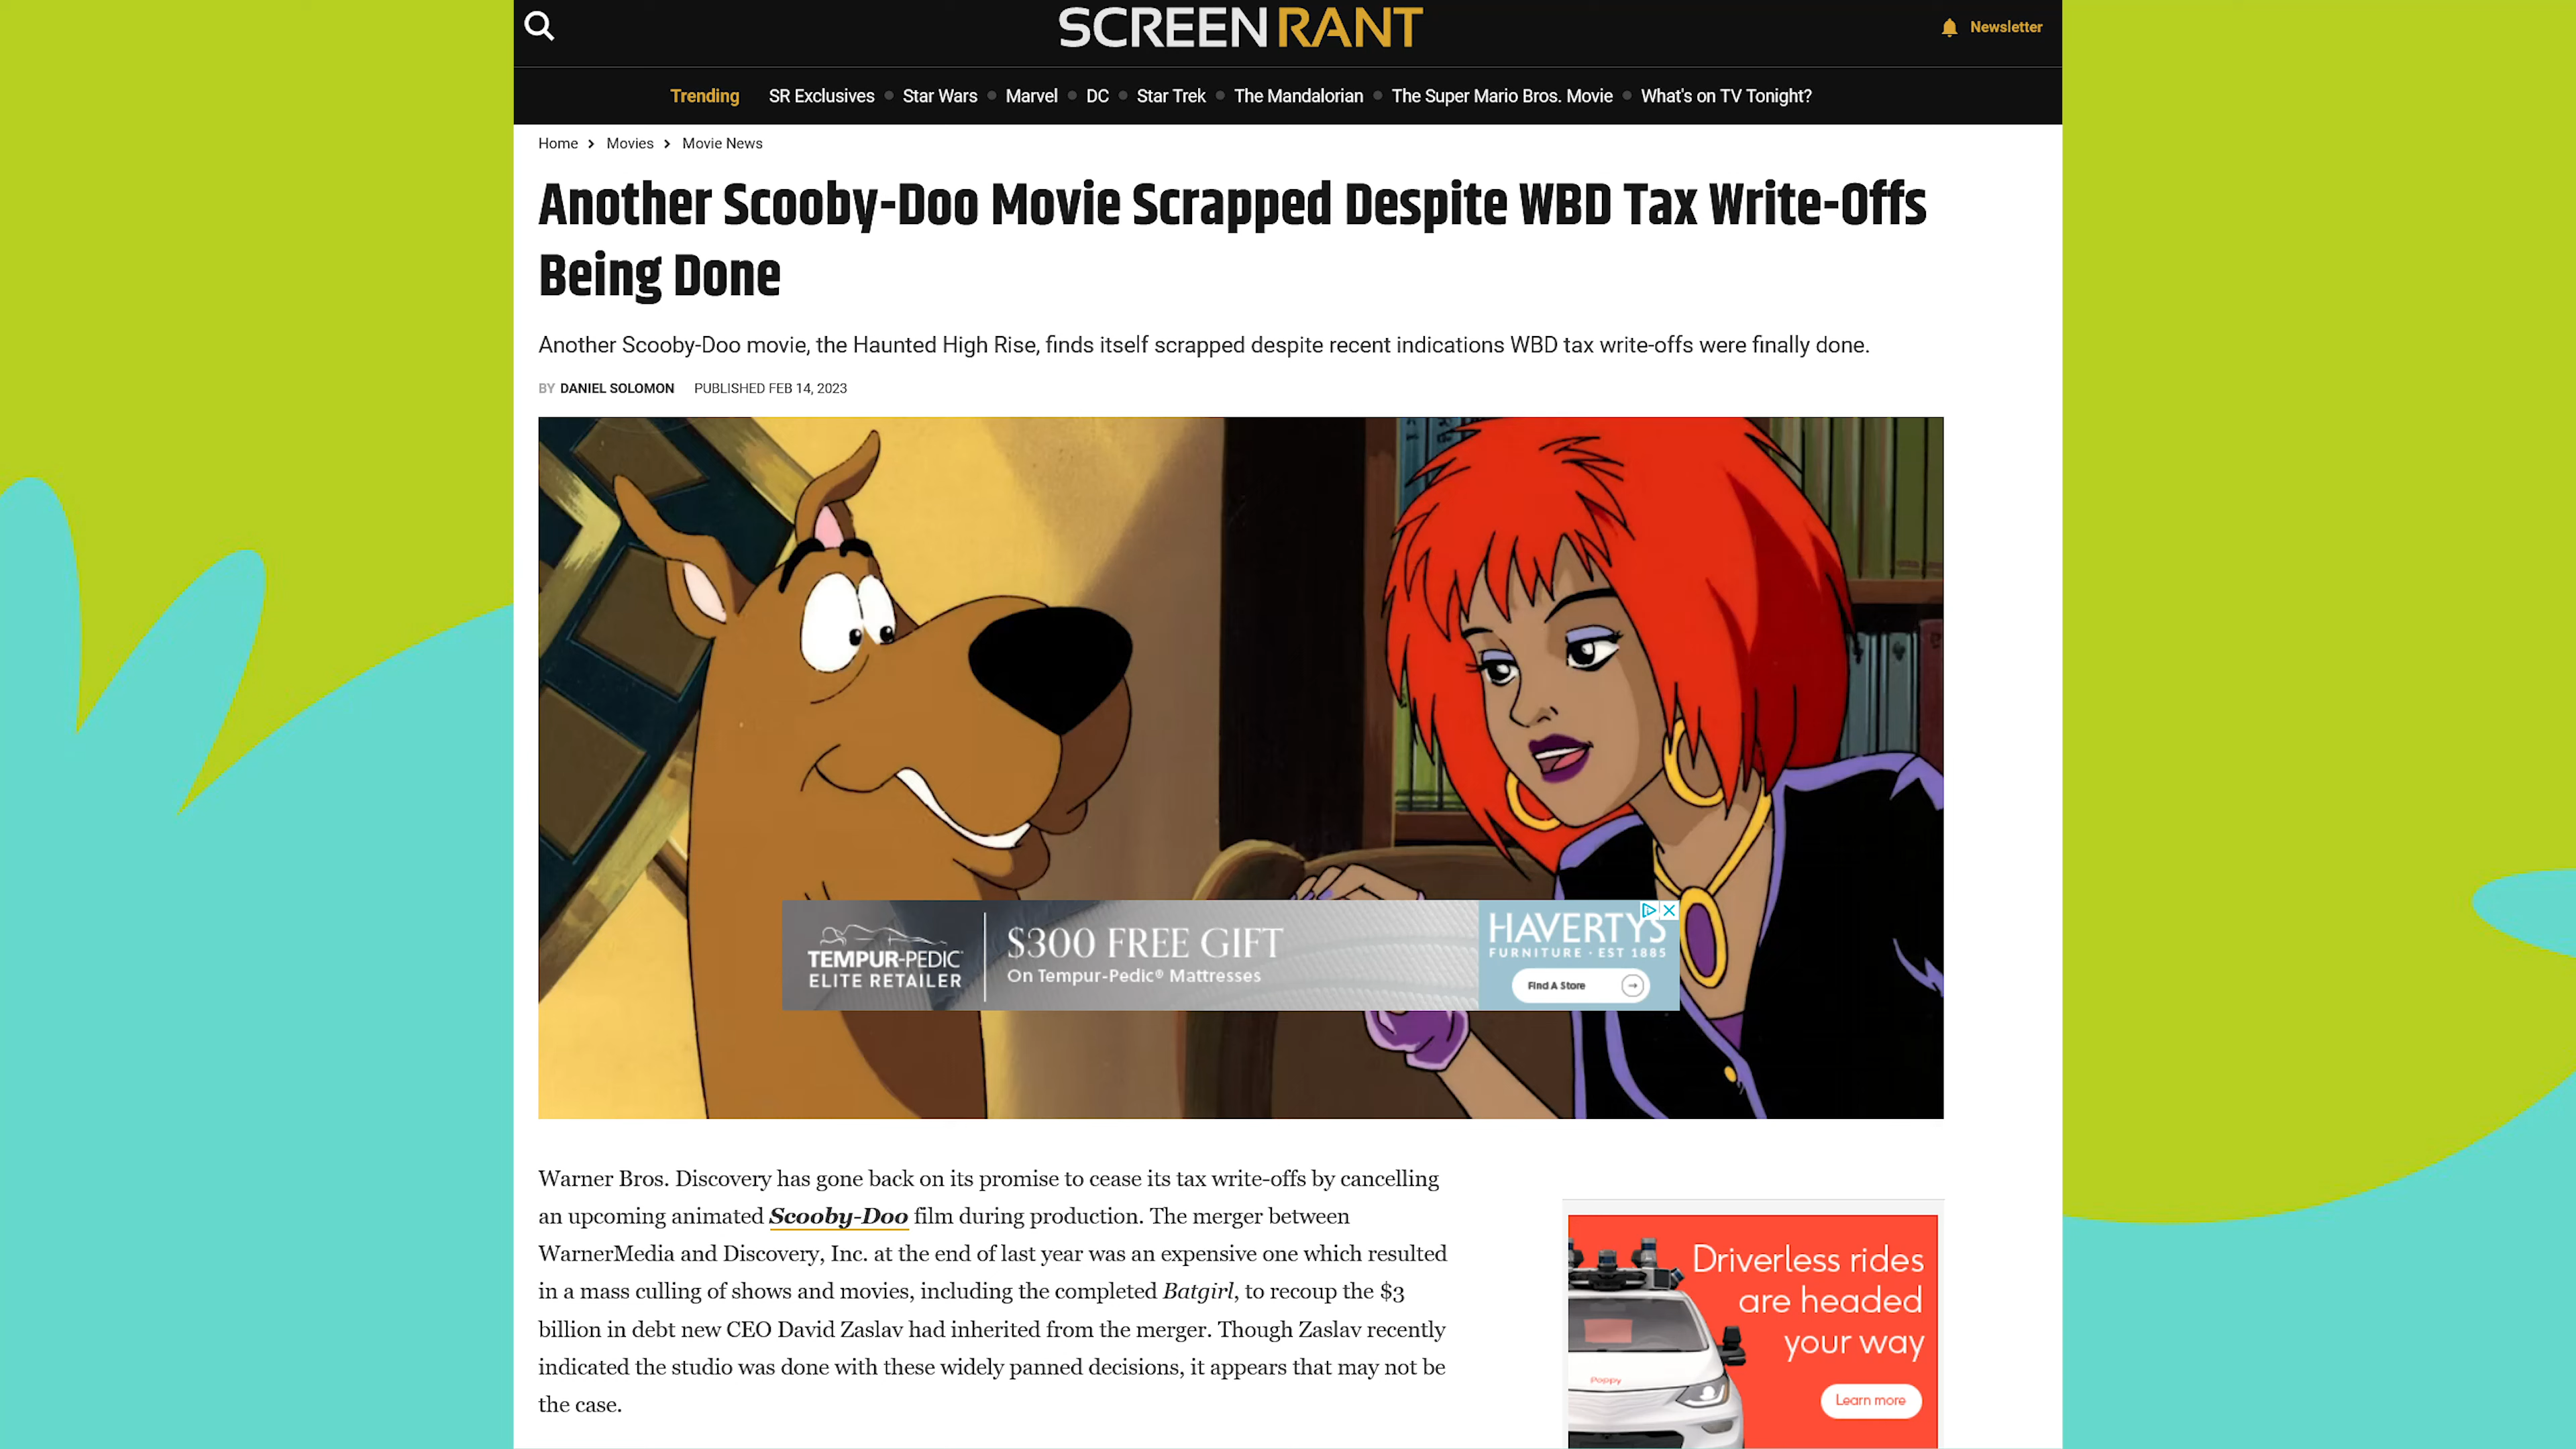 SCREENRANT
Newsletter
Trending SR Exclusives Star Wars Marvel DC Star Trek The Mandalorian The Super Mario Bros. Movie What's on TV Tonight?
Home > Movies > Movie News
Another Scooby-Doo Movie Scrapped Despite WBD Tax Write-Offs
Being Done
Another Scooby-Doo movie, the Haunted High Rise, finds itself scrapped despite recent indications WBD tax write-offs were finally done.
BY DANIEL SOLOMON PUBLISHED FEB 14, 2023
TEMPUR-PEDIC
ELITE RETAILER
$300 FREE GIFT
On Tempur-Pedic® Mattresses
HAVERTYS
FURNITURE · EST 1885
Find A Store
Warner Bros. Discovery has gone back on its promise to cease its tax write-offs by cancelling
an upcoming animated Scooby-Doo film during production. The merger between
WarnerMedia and Discovery, Inc. at the end of last year was an expensive one which resulted
in a mass culling of shows and movies, including the completed Batgirl, to recoup the $3
billion in debt new CEO David Zaslav had inherited from the merger. Though Zaslav recently
indicated the studio was done with these widely panned decisions, it appears that may not be
the case.
Driverless rides
are headed
your way
Poppy
Learn more